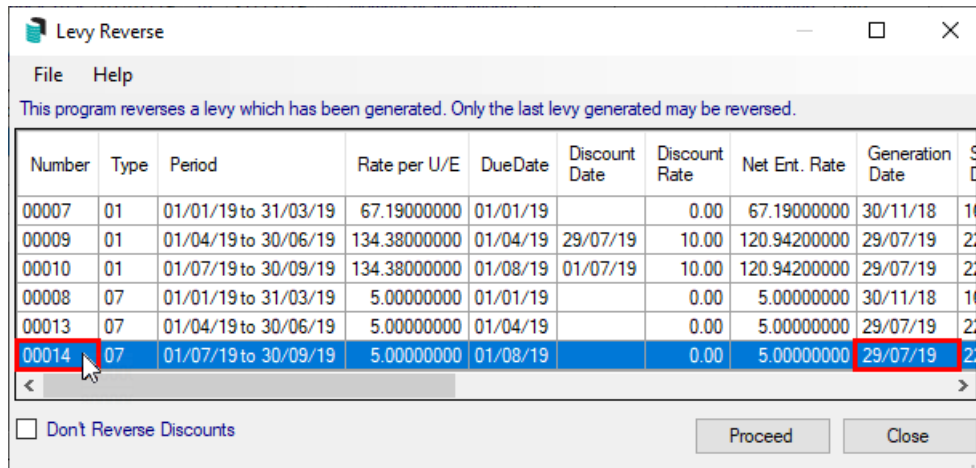 Levy Reverse
File Help
This program reverses a levy which has been generated. Only the last levy generated may be reversed.
Number Type Period Rate per U/E DueDate Discount Date Discount Rate Net Ent. Rate Generation Date
00007 01 01/01/19 to 31/03/19 67.19000000 01/01/19 0.00 67.19000000 30/11/18
00009 01 01/04/19 to 30/06/19 134.38000000 01/04/19 29/07/19 10.00 120.94200000 29/07/19
00010 01 01/07/19 to 30/09/19 134.38000000 01/08/19 01/07/19 10.00 120.94200000 29/07/19
00008 07 01/01/19 to 31/03/19 5.00000000 01/01/19 0.00 5.00000000 30/11/18
00013 07 01/04/19 to 30/06/19 5.00000000 01/04/19 0.00 5.00000000 29/07/19
00014 07 01/07/19 to 30/09/19 5.00000000 01/08/19 0.00 5.00000000 29/07/19
Don't Reverse Discounts
Proceed Close